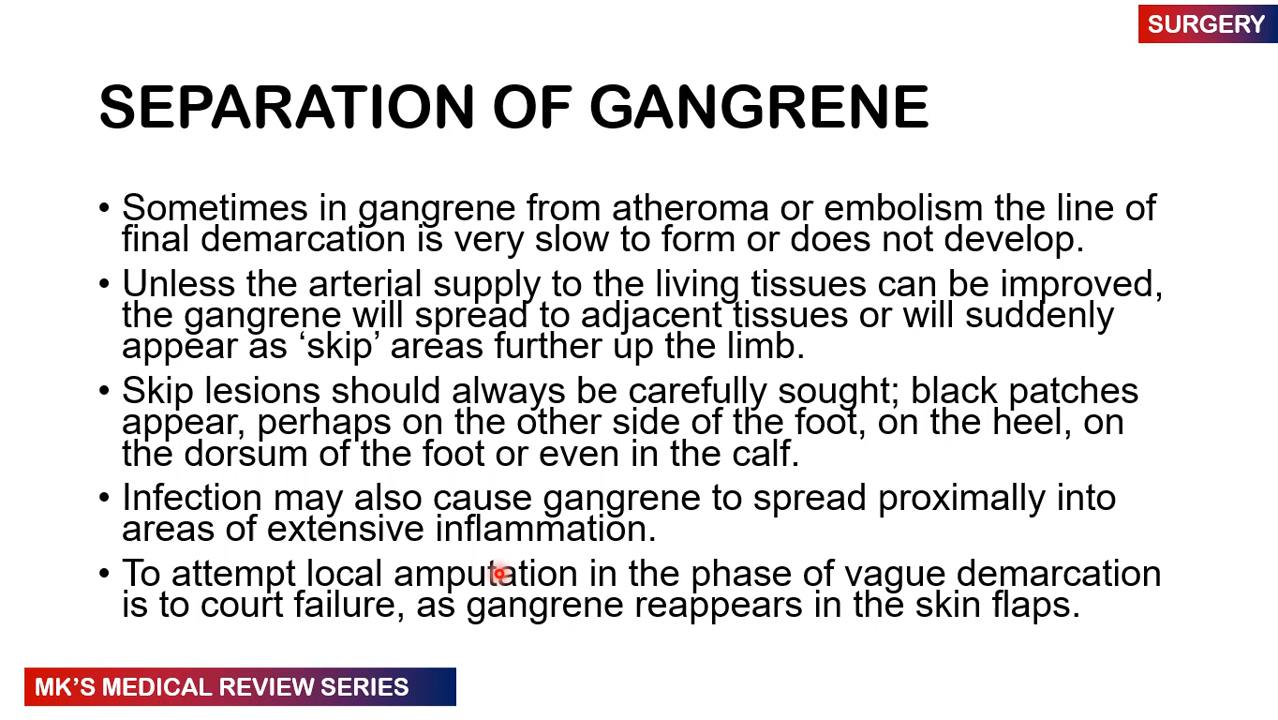 SURGERY
SEPARATION OF GANGRENE
• Sometimes in gangrene from atheroma or embolism the line of
final demarcation is very slow to form or does not develop.
• Unless the arterial supply to the living tissues can be improved,
the gangrene will spread to adjacent tissues or will suddenly
appear as ‘skip’ areas further up the limb.
• Skip lesions should always be carefully sought; black patches
appear, perhaps on the other side of the foot, on the heel, on
the dorsum of the foot or even in the calf.
• Infection may also cause gangrene to spread proximally into
areas of extensive inflammation.
• To attempt local amputation in the phase of vague demarcation
is to court failure, as gangrene reappears in the skin flaps.
MK’S MEDICAL REVIEW SERIES